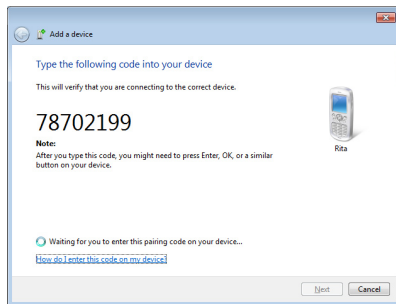 Add a device
Type the following code into your device
This will verify that you are connecting to the correct device.
78702199
Note:
After you type this code, you might need to press Enter, OK, or a similar
button on your device.
Rita
Waiting for you to enter this pairing code on your device...
How do I enter this code on my device?
Next
Cancel